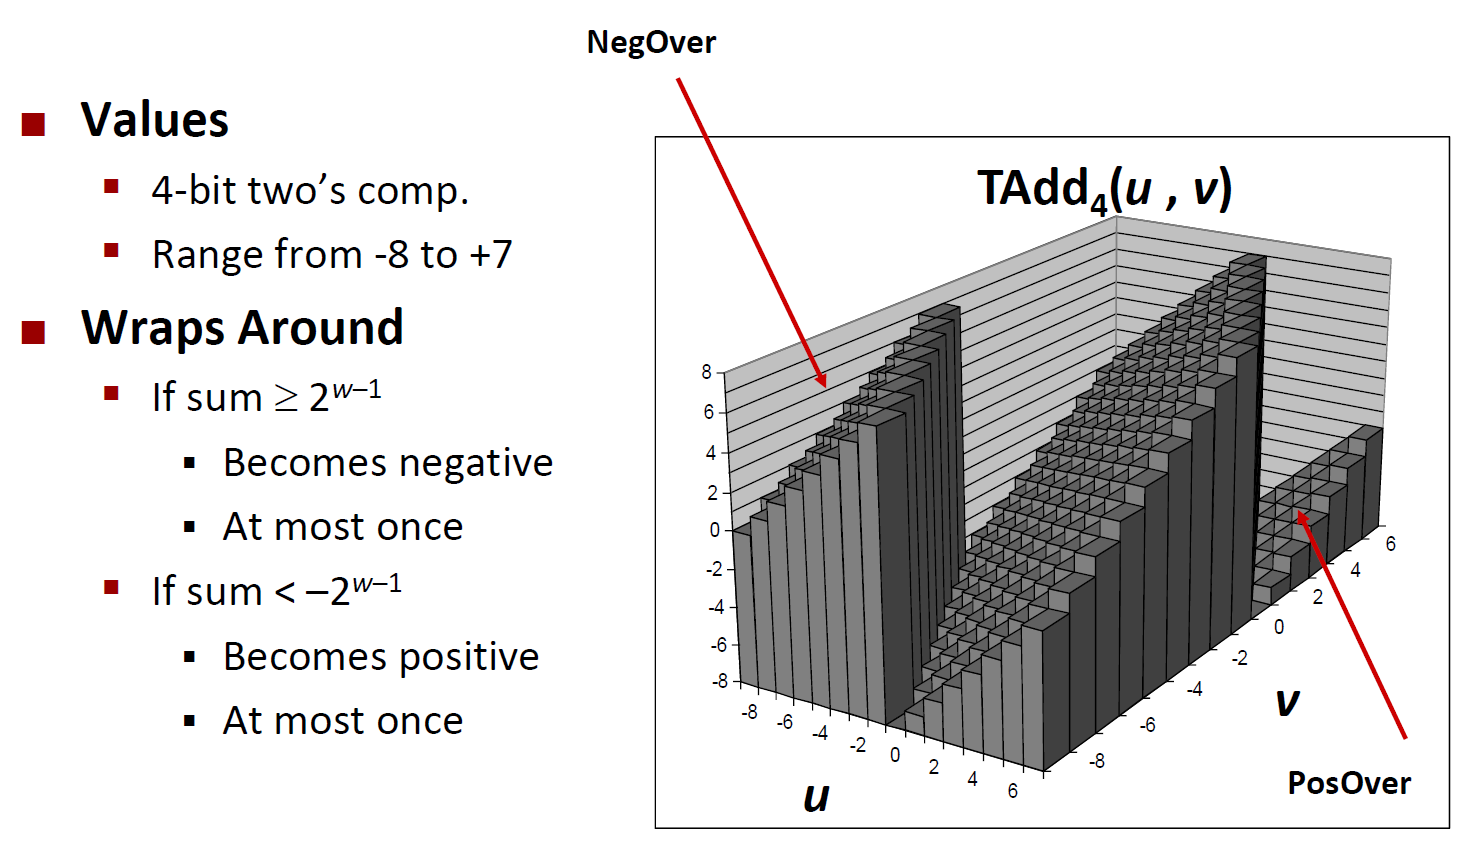 NegOver
■ Values
▪ 4-bit two's comp.
▪ Range from -8 to +7
■ Wraps Around
▪ If sum ≥ 2^w–1
▪ Becomes negative
▪ At most once
▪ If sum < –2^w–1
▪ Becomes positive
▪ At most once
TAdd₄(u , v)
8
6
4
2
0
-2
-4
-6
-8
-8
-6
-4
-2
0
2
4
6
u
-8
-6
-4
-2
0
2
4
6
v
PosOver